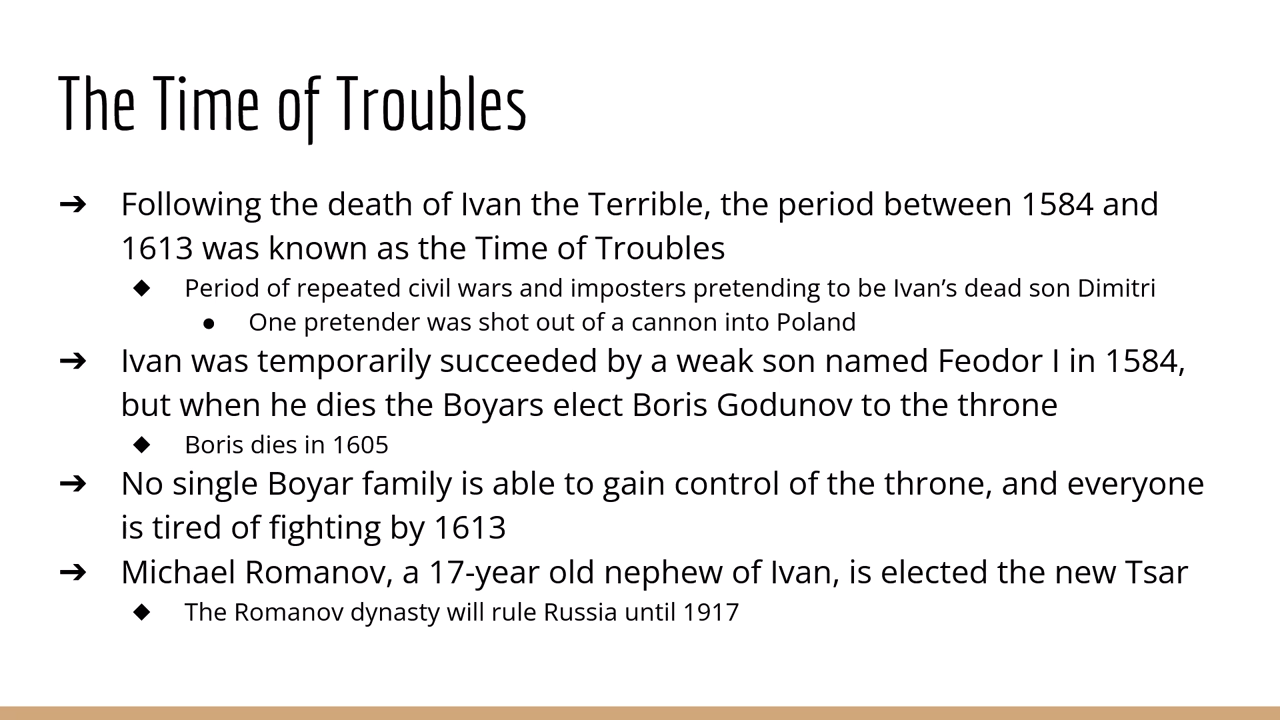 The Time of Troubles
➔ Following the death of Ivan the Terrible, the period between 1584 and
1613 was known as the Time of Troubles
◆ Period of repeated civil wars and imposters pretending to be Ivan’s dead son Dimitri
● One pretender was shot out of a cannon into Poland
➔ Ivan was temporarily succeeded by a weak son named Feodor I in 1584,
but when he dies the Boyars elect Boris Godunov to the throne
◆ Boris dies in 1605
➔ No single Boyar family is able to gain control of the throne, and everyone
is tired of fighting by 1613
➔ Michael Romanov, a 17-year old nephew of Ivan, is elected the new Tsar
◆ The Romanov dynasty will rule Russia until 1917